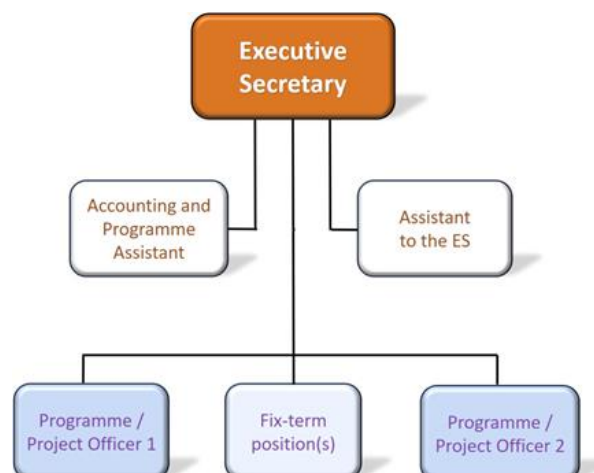 Executive
Secretary
Accounting and
Programme
Assistant
Assistant
to the ES
Programme /
Project Officer 1
Fix-term
position(s)
Programme /
Project Officer 2